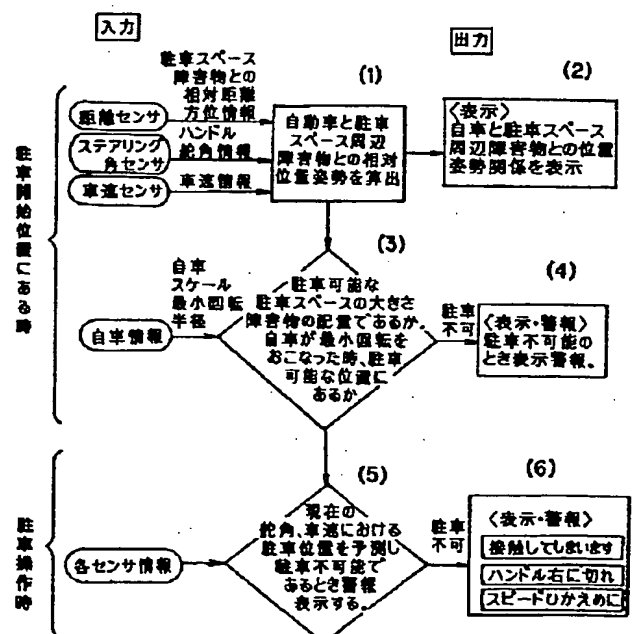 入力
出力
駐車スペース
障害物との
相対距離
方位情報
(1)
(2)
距離センサ
ハンドル
ステアリング
角センサ
舵角情報
車速センサ
車速情報
自動車と駐車
スペース周辺
障害物との相対
位置姿勢を算出
〈表示〉
自車と駐車スペース
周辺障害物との位置
姿勢関係を表示
駐車開始位置にある時
(3)
(4)
自車
スケール
最小回転
半径
自車情報
駐車可能な
駐車スペースの大きさ
障害物の配置であるか。
自車が最小回転を
おこなった時、駐車
可能な位置に
あるか
駐車
不可
〈表示・警報〉
駐車不可能の
とき表示警報。
(5)
(6)
駐車操作時
各センサ情報
現在の
舵角、車速における
駐車位置を予測し
駐車不可能で
あるとき警報
表示する。
駐車
不可
〈表示・警報〉
接触してしまいます
ハンドル右に切れ
スピードひかえめに